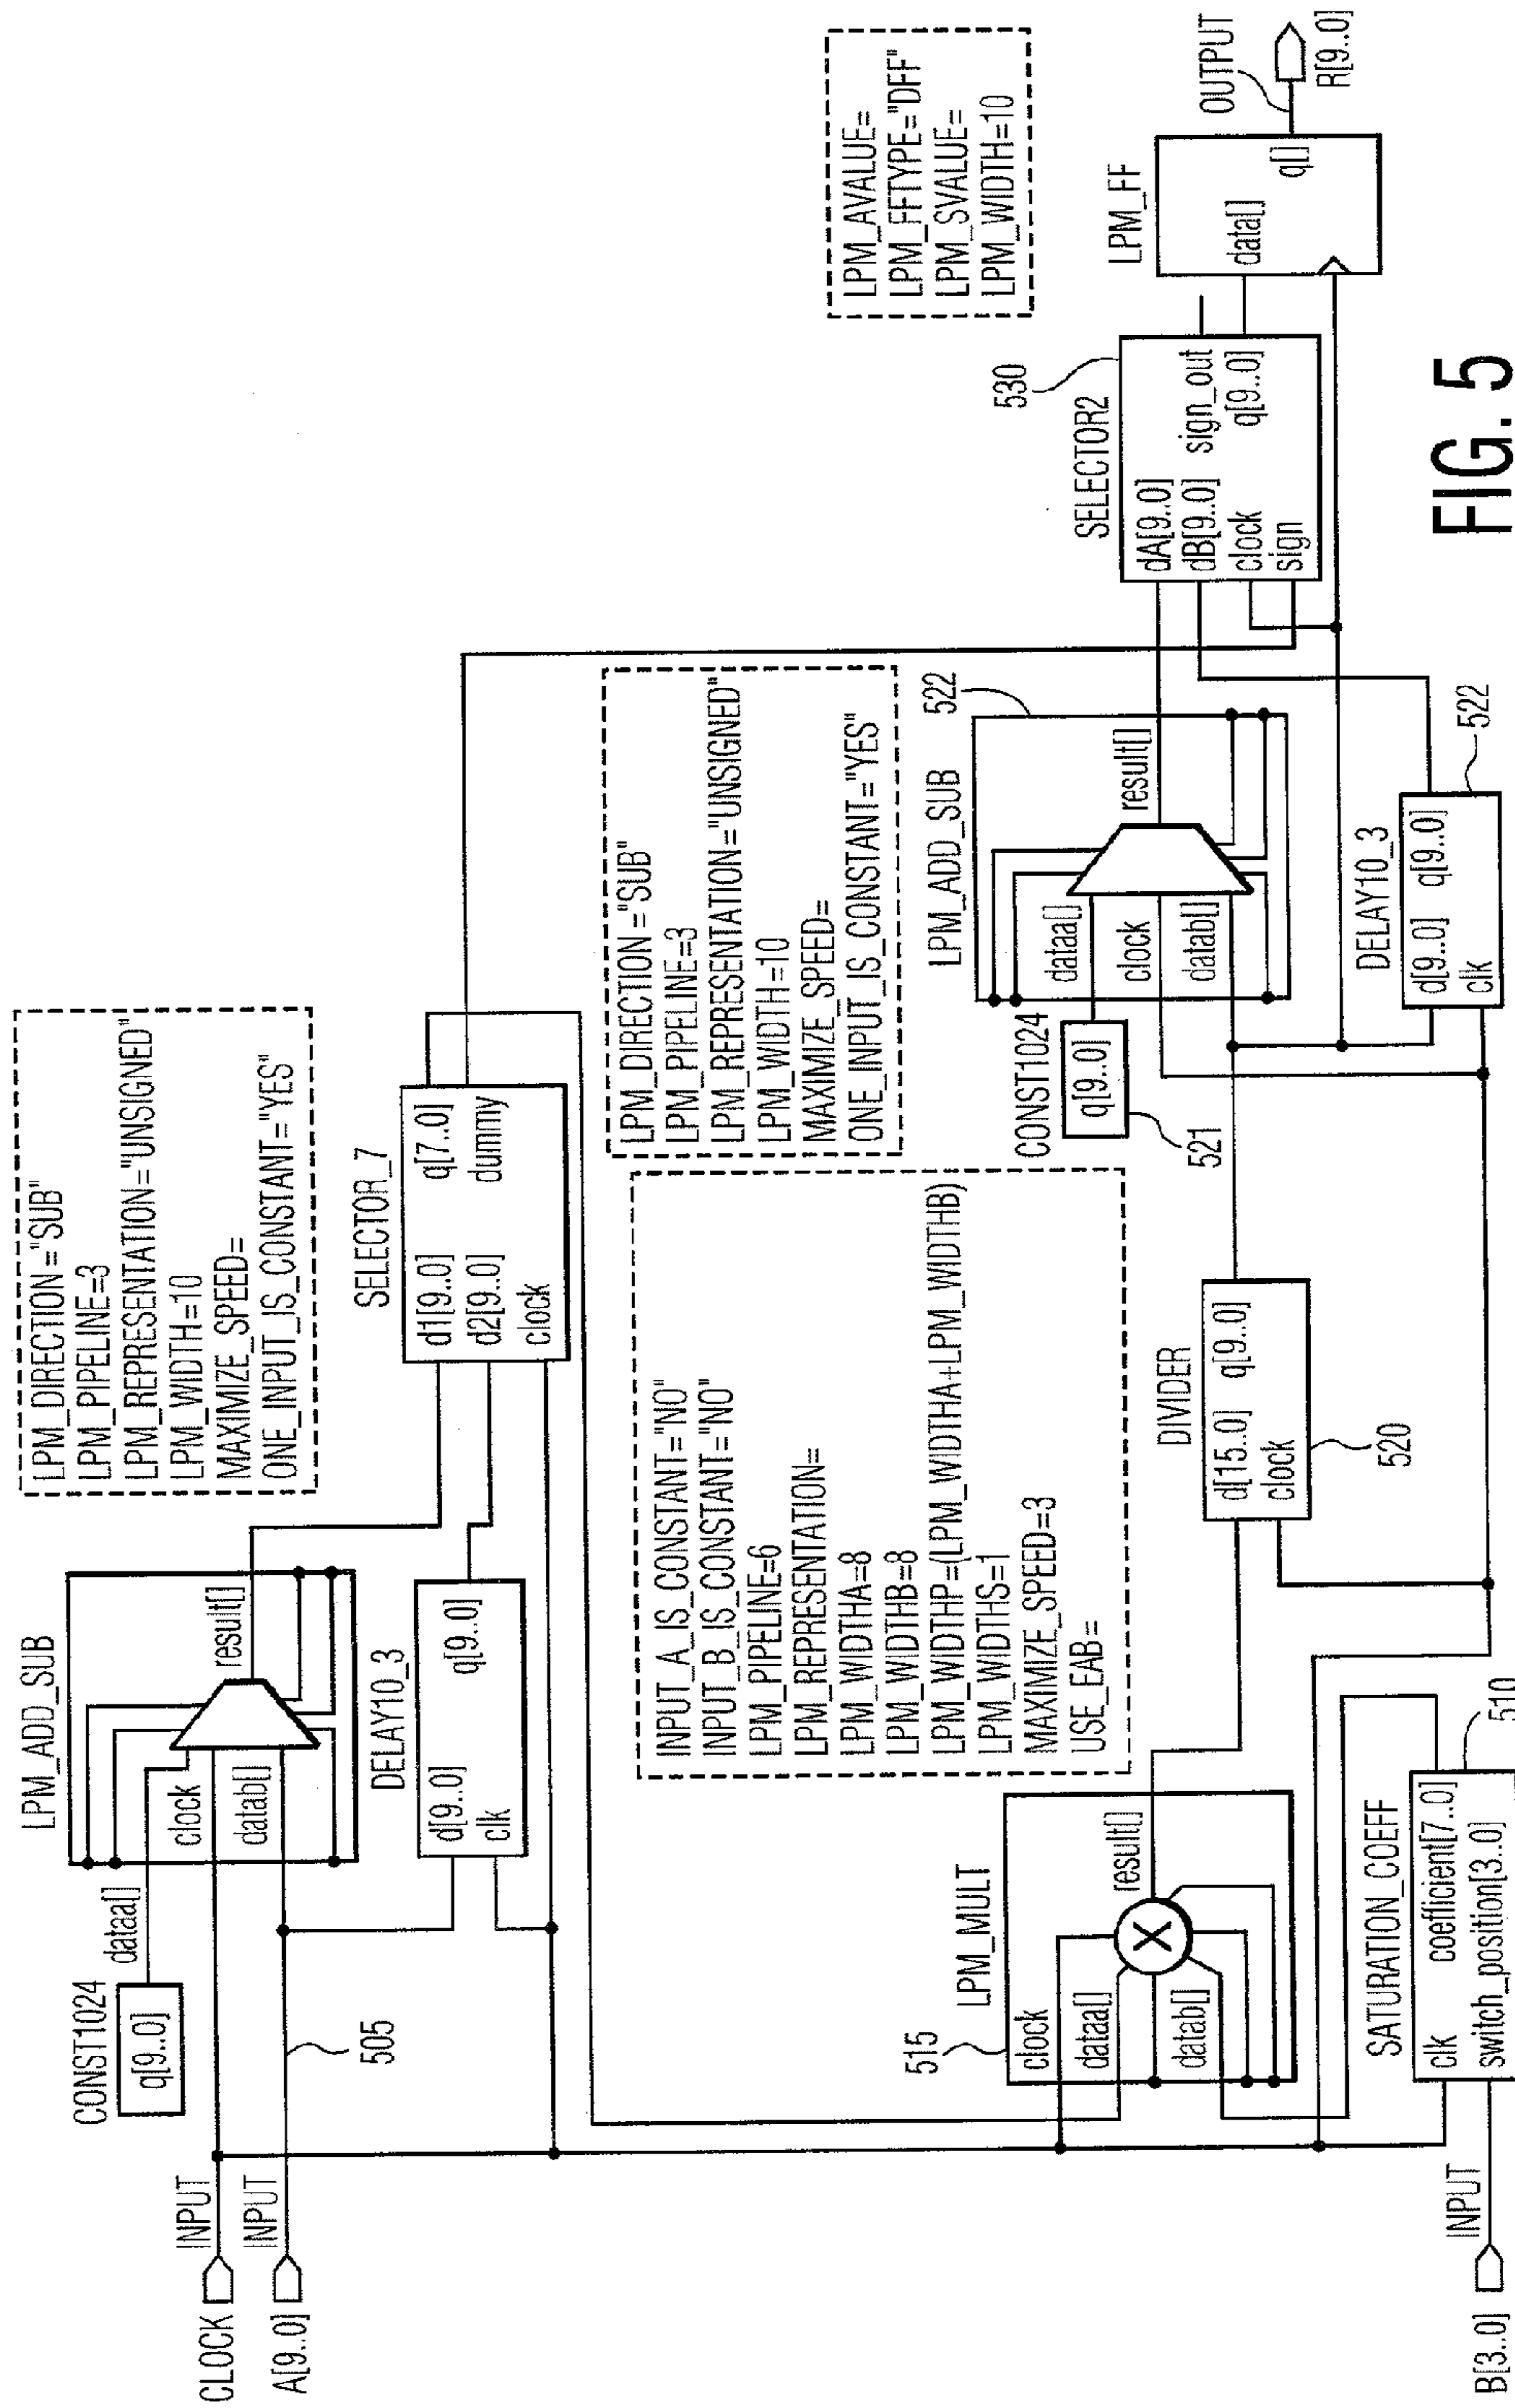 LPM_DIRECTION="SUB"
LPM_PIPELINE=3
LPM_REPRESENTATION="UNSIGNED"
LPM_WIDTH=10
MAXIMIZE_SPEED=
ONE_INPUT_IS_CONSTANT="YES"
CONST1024
q[9..0]
dataa[]
LPM_ADD_SUB
clock
datab[]
result[]
CLOCK
INPUT
A[9..0]
INPUT
505
DELAY10_3
d[9..0]
q[9..0]
clk
SELECTOR_7
d1[9..0]
q[7..0]
d2[9..0]
dummy
clock
INPUT_A_IS_CONSTANT="NO"
INPUT_B_IS_CONSTANT="NO"
LPM_PIPELINE=6
LPM_REPRESENTATION=
LPM_WIDTHA=8
LPM_WIDTHB=8
LPM_WIDTHP=(LPM_WIDTHA+LPM_WIDTHB)
LPM_WIDTHS=1
MAXIMIZE_SPEED=3
USE_EAB=
LPM_DIRECTION="SUB"
LPM_PIPELINE=3
LPM_REPRESENTATION="UNSIGNED"
LPM_WIDTH=10
MAXIMIZE_SPEED=
ONE_INPUT_IS_CONSTANT="YES"
LPM_AVALUE=
LPM_FFTYPE="DFF"
LPM_SVALUE=
LPM_WIDTH=10
LPM_MULT
515
clock
dataa[]
datab[]
X
result[]
DIVIDER
d[15..0]
q[9..0]
clock
520
CONST1024
q[9..0]
521
LPM_ADD_SUB
522
dataa[]
clock
datab[]
result[]
SELECTOR2
530
dA[9..0]
dB[9..0]
sign_out
clock
q[9..0]
sign
LPM_FF
data[]
q[]
OUTPUT
R[9..0]
SATURATION_COEFF
clk
coefficient[7..0]
switch_position[3..0]
510
B[3..0]
INPUT
DELAY10_3
d[9..0]
q[9..0]
clk
522
FIG. 5